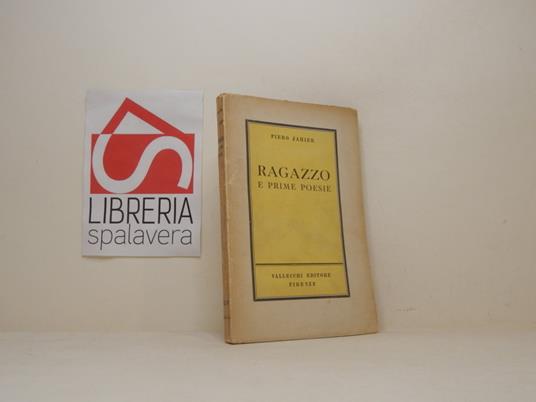 LIBRERIA
spalavera
PIERO JAHIER
RAGAZZO
E PRIME POESIE
VALLECCHI EDITORE
FIRENZE